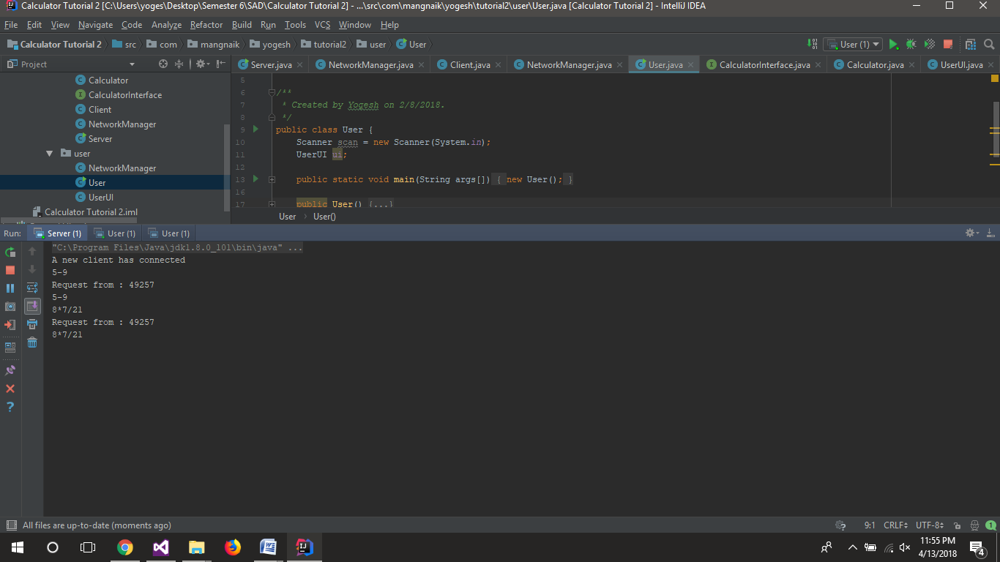 Calculator Tutorial 2 [C:\Users\yoges\Desktop\Semester 6\SAD\Calculator Tutorial 2] - ...\src\com\mangnaik\yogesh\tutorial2\user\User.java [Calculator Tutorial 2] - IntelliJ IDEA
File Edit View Navigate Code Analyze Refactor Build Run Tools VCS Window Help
Calculator Tutorial 2 src com mangnaik yogesh tutorial2 user User User (1)
Project
Server.java NetworkManager.java Client.java NetworkManager.java User.java CalculatorInterface.java Calculator.java UserUI.java
Calculator
CalculatorInterface
Client
NetworkManager
Server
user
NetworkManager
User
UserUI
Calculator Tutorial 2.iml
5
6 /**
7 * Created by Yogesh on 2/8/2018.
8 */
9 public class User {
10 Scanner scan = new Scanner(System.in);
11 UserUI ui;
12
13 public static void main(String args[]) { new User(); }
16
17 public User() {...}
User User()
Run: Server (1) User (1) User (1)
"C:\Program Files\Java\jdk1.8.0_101\bin\java" ...
A new client has connected
5-9
Request from : 49257
5-9
8*7/21
Request from : 49257
8*7/21
All files are up-to-date (moments ago)
9:1 CRLF UTF-8 1
11:55 PM
4/13/2018
4